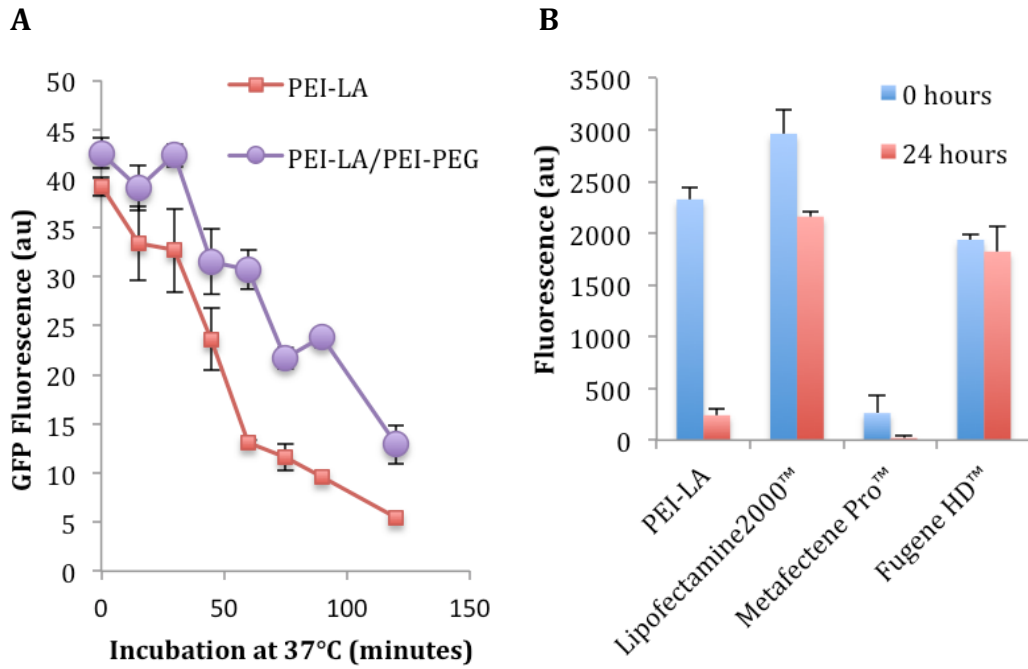 A
GFP Fluorescence (au)
50
45
40
35
30
25
20
15
10
5
0
0
50
100
150
Incubation at 37°C (minutes)
PEI-LA
PEI-LA/PEI-PEG
B
Fluorescence (au)
3500
3000
2500
2000
1500
1000
500
0
0 hours
24 hours
PEI-LA
Lipofectamine2000™
Metafectene Pro™
Fugene HD™